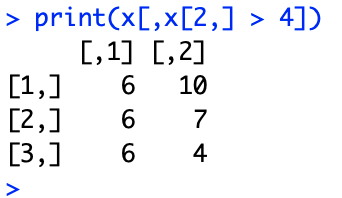 > print(x[,x[2,] > 4])
     [,1] [,2]
[1,]    6   10
[2,]    6    7
[3,]    6    4
>